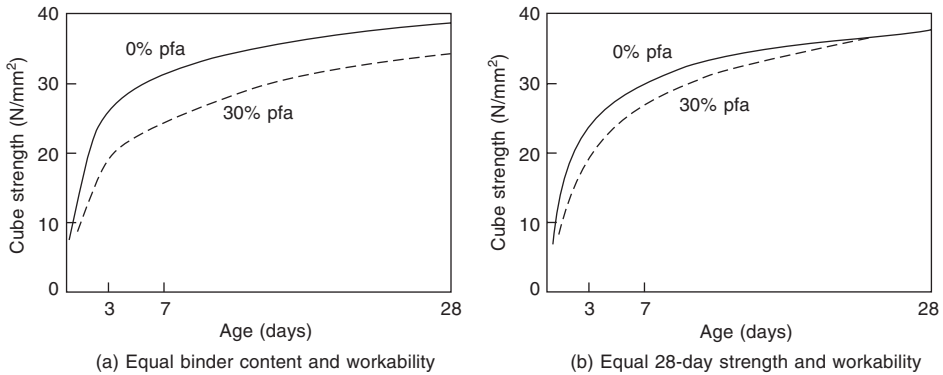 40
30
20
10
0
Cube strength (N/mm²)
0% pfa
30% pfa
3
7
28
Age (days)
(a) Equal binder content and workability
40
30
20
10
0
Cube strength (N/mm²)
0% pfa
30% pfa
3
7
28
Age (days)
(b) Equal 28-day strength and workability